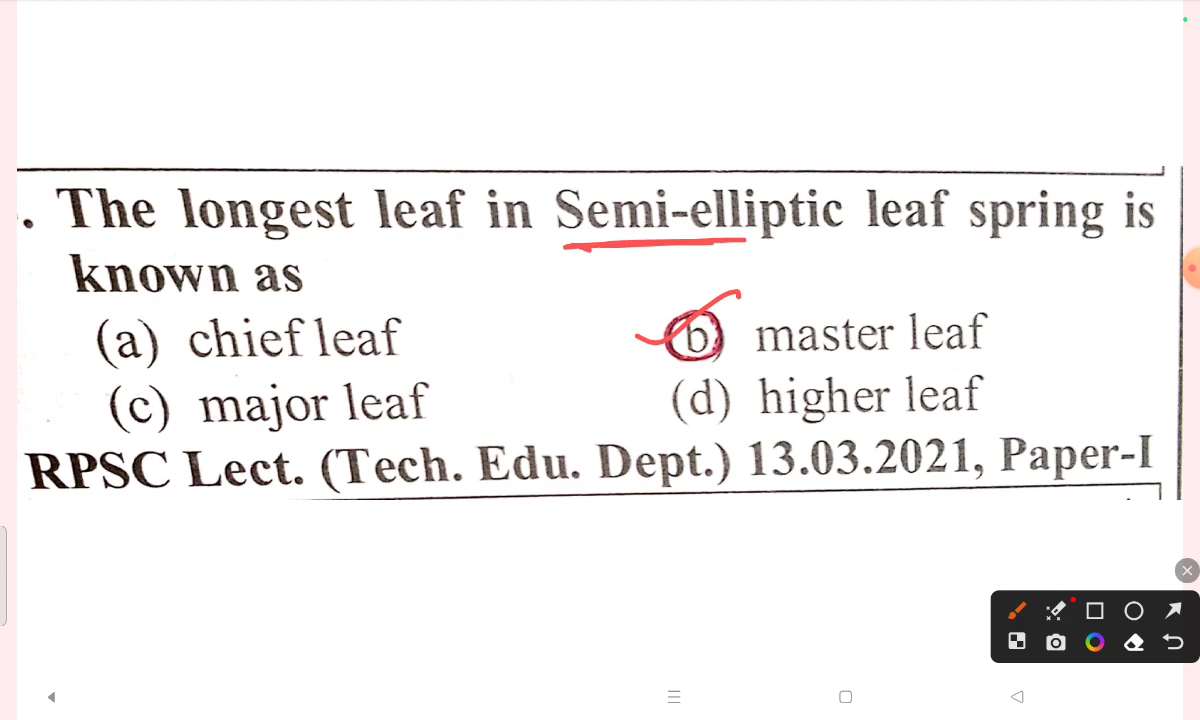 . The longest leaf in Semi-elliptic leaf spring is
known as
(a) chief leaf (b) master leaf
(c) major leaf (d) higher leaf
RPSC Lect. (Tech. Edu. Dept.) 13.03.2021, Paper-I